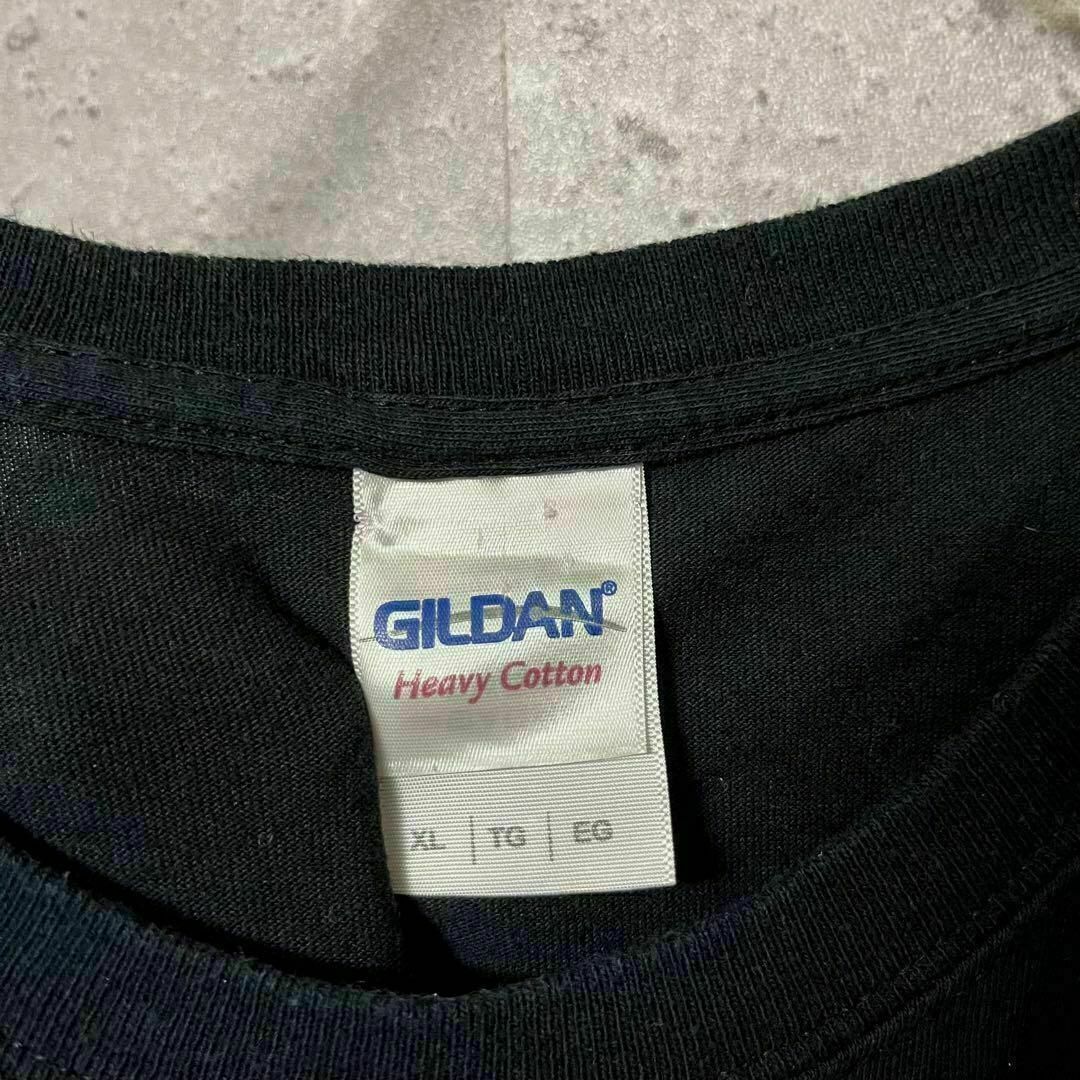 GILDAN®
Heavy Cotton
XL | TG | EG